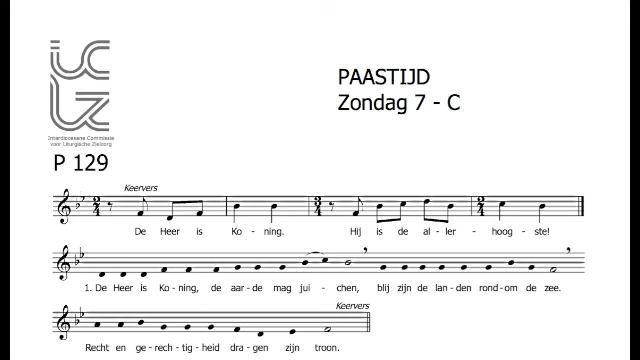 PAASTIJD
Zondag 7 - C
icLz
Interdiocesane Commissie
voor Liturgische Zielzorg
P 129
Keervers
De Heer is Ko - ning. Hij is de al - ler - hoog - ste!
1. De Heer is Ko - ning, de aar - de mag jui - chen, blij zijn de lan - den rond - om de zee.
Keervers
Recht en ge - rech - tig - heid dra - gen zijn troon.